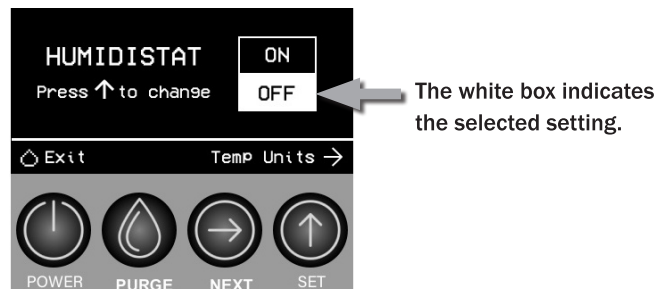 HUMIDISTAT
Press ↑ to change
ON
OFF
The white box indicates
the selected setting.
Exit
Temp Units →
POWER
PURGE
NEXT
SET